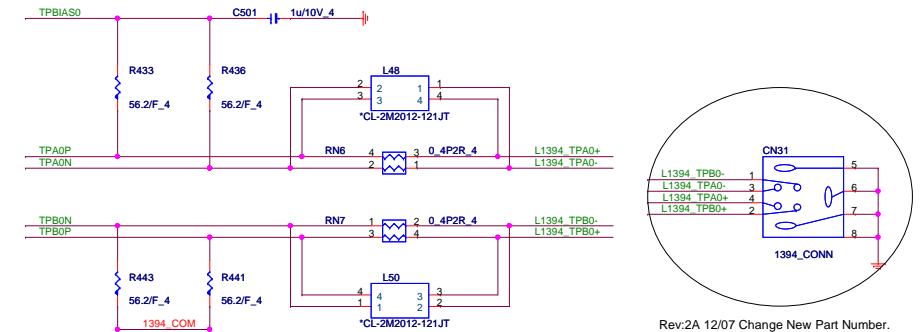 TPBIAS0
C501
1u/10V_4
R433
56.2/F_4
R436
56.2/F_4
L48
2 2 1 1
3 3 4 4
*CL-2M2012-121JT
TPA0P
TPA0N
RN6
4 3
2 1
0_4P2R_4
L1394_TPA0+
L1394_TPA0-
TPB0N
TPB0P
RN7
1 2
3 4
0_4P2R_4
L1394_TPB0-
L1394_TPB0+
R443
56.2/F_4
R441
56.2/F_4
L50
4 4 3 3
1 1 2 2
*CL-2M2012-121JT
1394_COM
CN31
L1394_TPB0- 1
L1394_TPA0- 3
L1394_TPA0+ 4
L1394_TPB0+ 2
5
6
7
8
1394_CONN
Rev:2A 12/07 Change New Part Number.